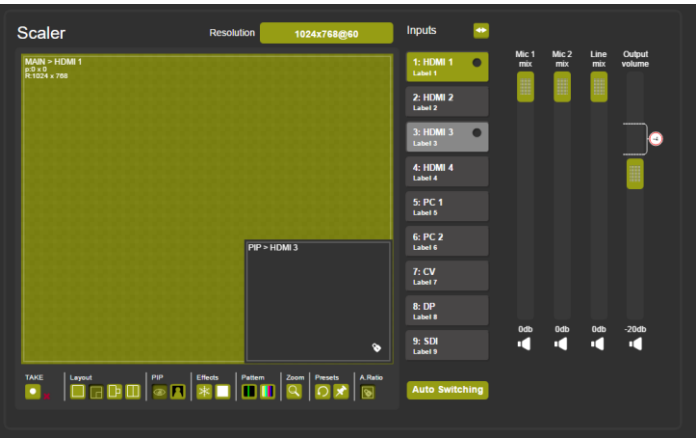 Scaler
Resolution
1024x768@60
Inputs
MAIN > HDMI 1
p:0 x 0
R:1024 x 768
PIP > HDMI 3
1: HDMI 1
Label 1
2: HDMI 2
Label 2
3: HDMI 3
Label 3
4: HDMI 4
Label 4
5: PC 1
Label 5
6: PC 2
Label 6
7: CV
Label 7
8: DP
Label 8
9: SDI
Label 9
Auto Switching
Mic 1
mix
Mic 2
mix
Line
mix
Output
volume
0db
0db
0db
-20db
TAKE
Layout
PIP
Effects
Pattern
Zoom
Presets
A.Ratio